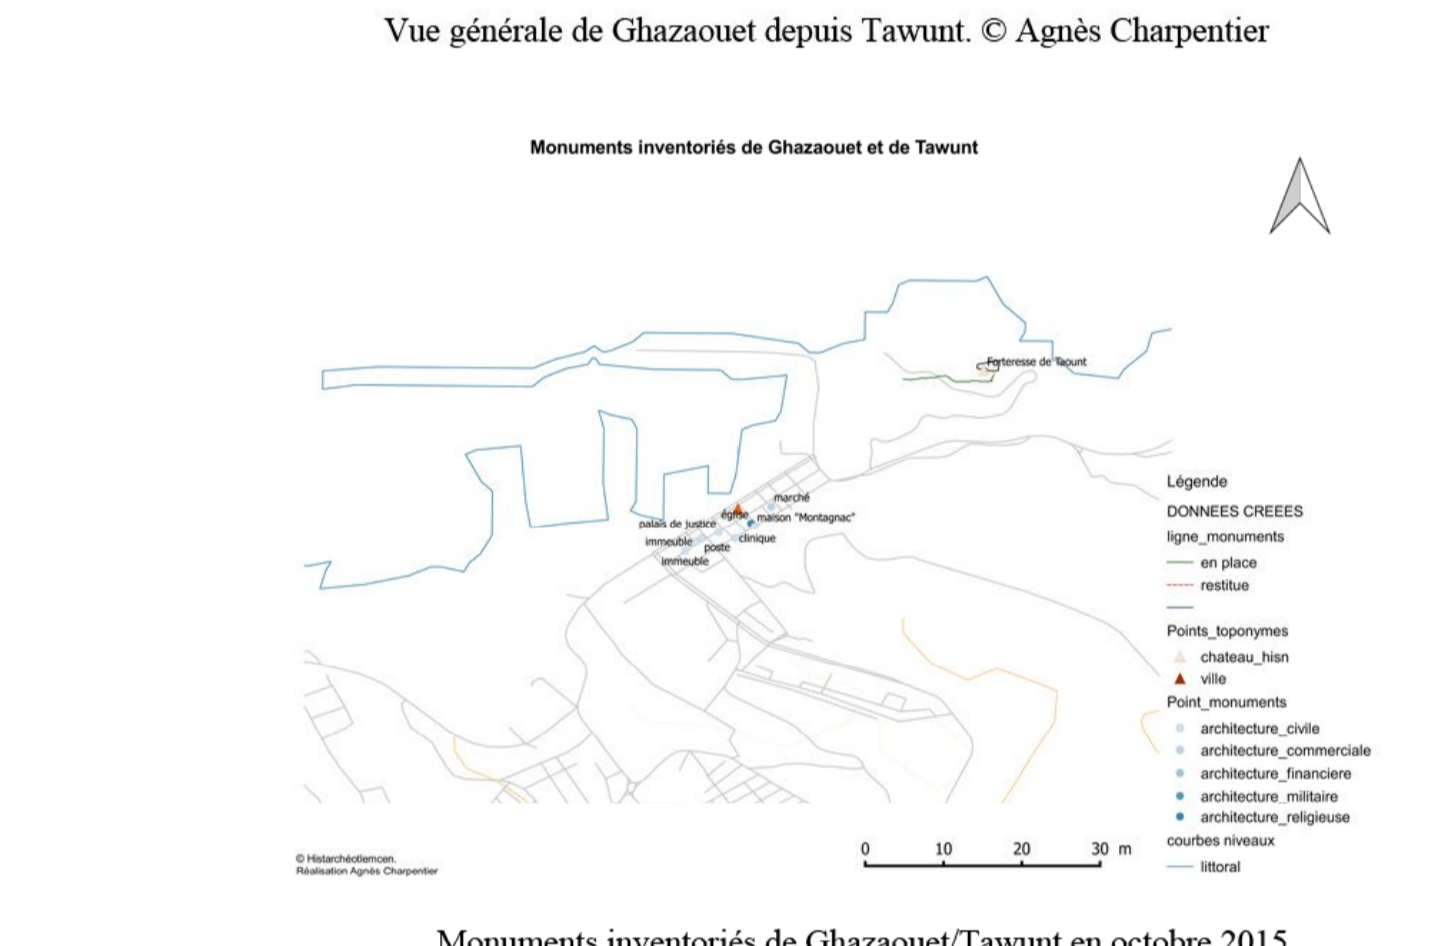 Vue générale de Ghazaouet depuis Tawunt. © Agnès Charpentier
Monuments inventoriés de Ghazaouet et de Tawunt
Forteresse de Taount
marché
église
maison "Montagnac"
palais de justice
clinique
immeuble
poste
immeuble
Légende
DONNEES CREEES
ligne_monuments
en place
restitue
Points_toponymes
chateau_hisn
ville
Point_monuments
architecture_civile
architecture_commerciale
architecture_financiere
architecture_militaire
architecture_religieuse
courbes niveaux
littoral
0 10 20 30 m
© Histarchéotlemcen.
Réalisation Agnès Charpentier
Monuments inventoriés de Ghazaouet/Tawunt en octobre 2015